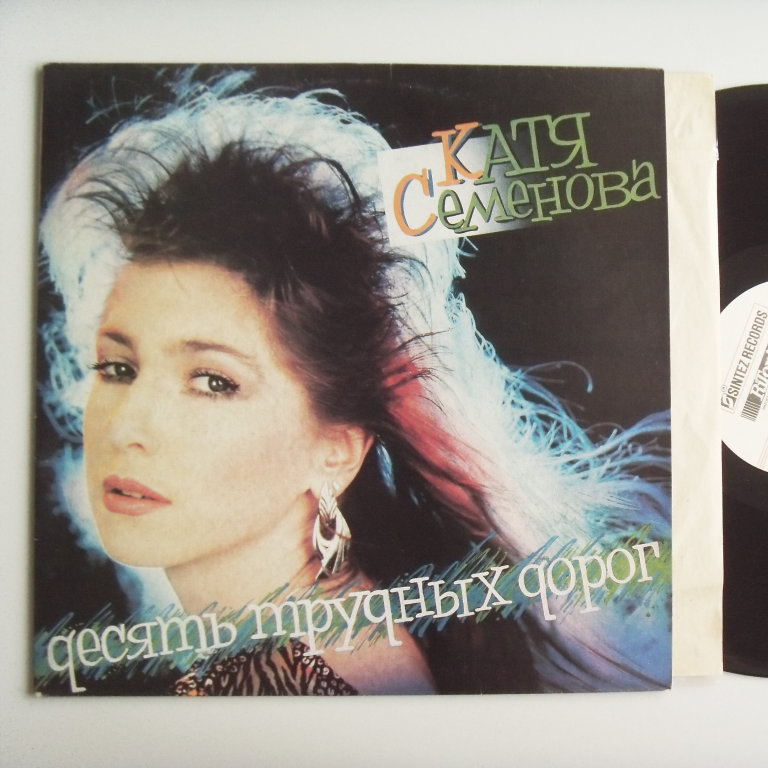 Катя
Семенова
десять трудных дорог
SINTEZ RECORDS